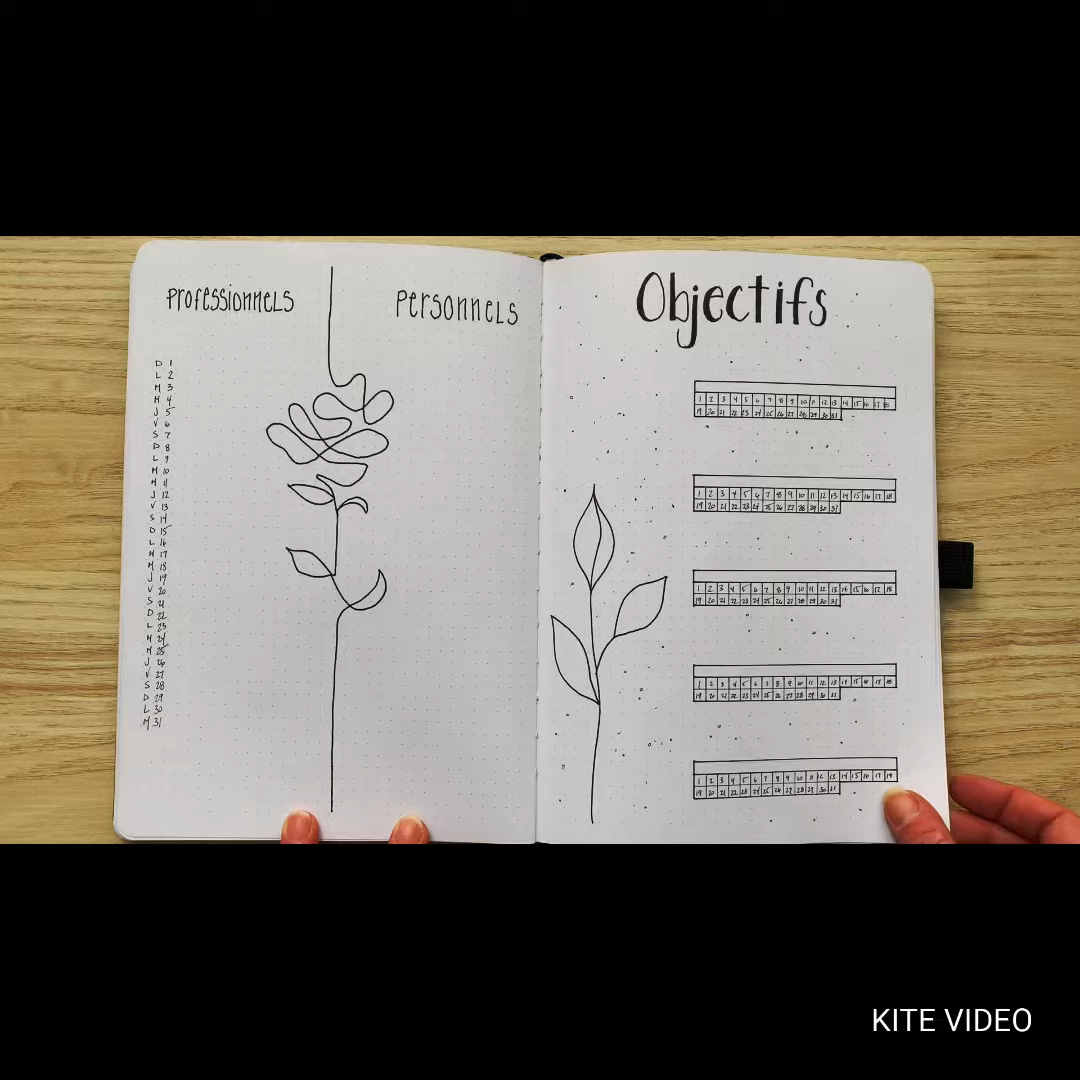 Professionnels
Personnels
D 1
L 2
M 3
M 4
J 5
V 6
S 7
D 8
L 9
M 10
M 11
J 12
V 13
S 14
D 15
L 16
M 17
M 18
J 19
V 20
S 21
D 22
L 23
M 24
M 25
J 26
V 27
S 28
D 29
L 30
M 31
Objectifs
1 2 3 4 5 6 7 8 9 10 11 12 13 14 15 16 17 18
19 20 21 22 23 24 25 26 27 28 29 30 31
1 2 3 4 5 6 7 8 9 10 11 12 13 14 15 16 17 18
19 20 21 22 23 24 25 26 27 28 29 30 31
1 2 3 4 5 6 7 8 9 10 11 12 13 14 15 16 17 18
19 20 21 22 23 24 25 26 27 28 29 30 31
1 2 3 4 5 6 7 8 9 10 11 12 13 14 15 16 17 18
19 20 21 22 23 24 25 26 27 28 29 30 31
1 2 3 4 5 6 7 8 9 10 11 12 13 14 15 16 17 18
19 20 21 22 23 24 25 26 27 28 29 30 31
KITE VIDEO